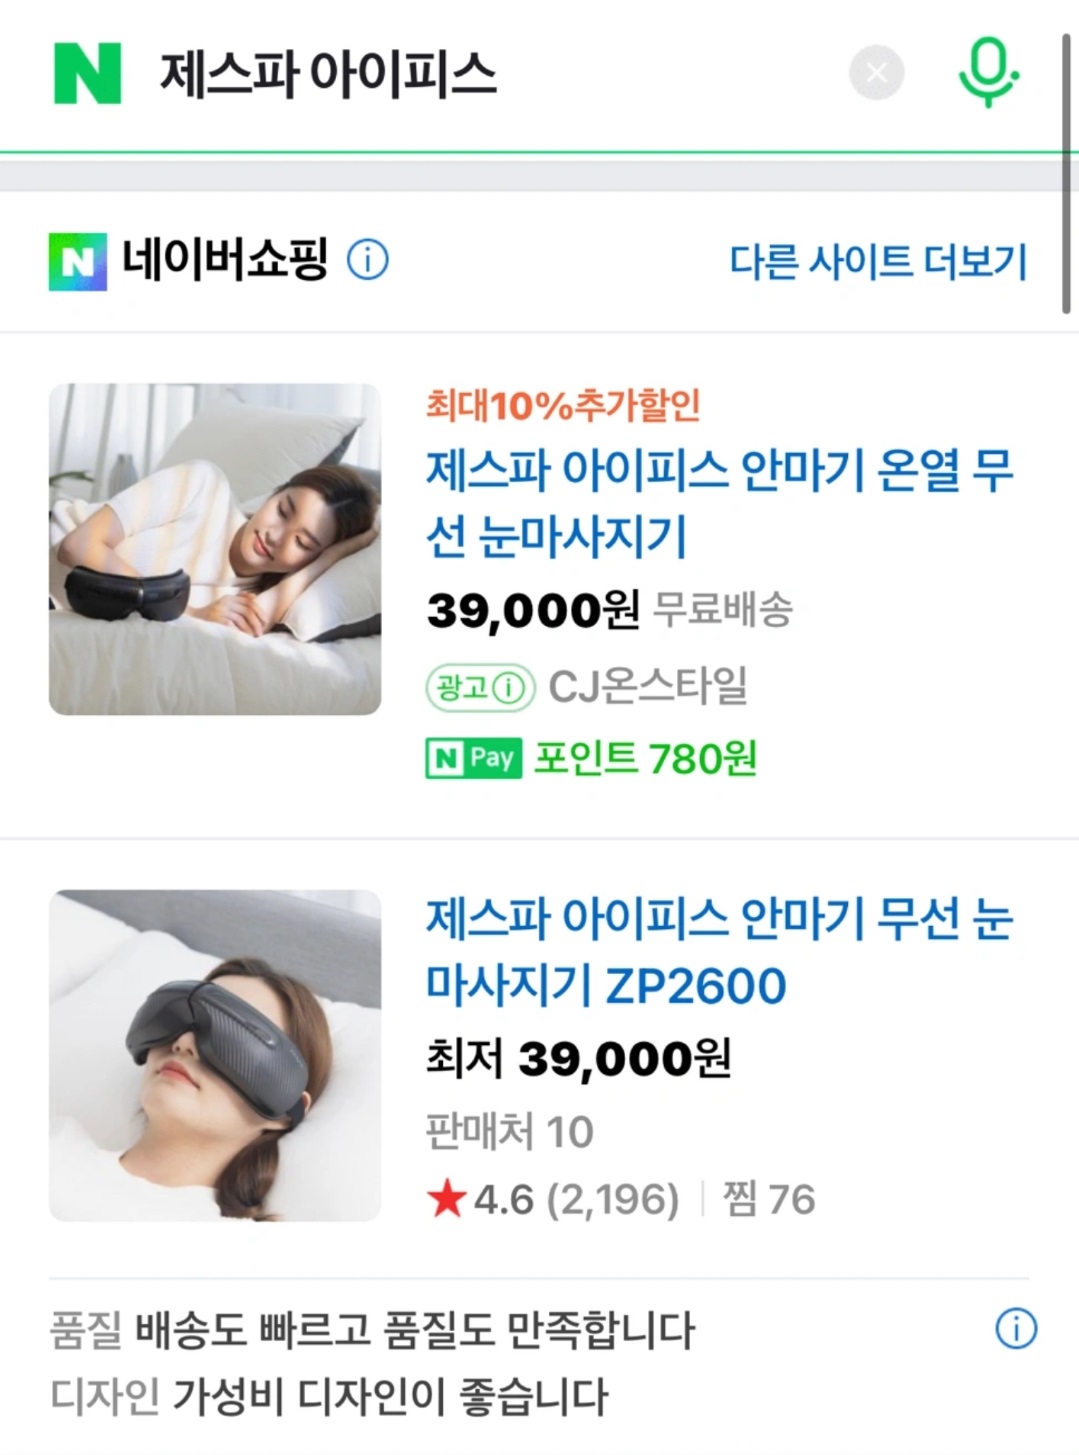 N 제스파 아이피스
N 네이버쇼핑 다른 사이트 더보기
최대10%추가할인
제스파 아이피스 안마기 온열 무
선 눈마사지기
39,000원 무료배송
광고 CJ온스타일
N Pay 포인트 780원
제스파 아이피스 안마기 무선 눈
마사지기 ZP2600
최저 39,000원
판매처 10
4.6 (2,196) 찜 76
품질 배송도 빠르고 품질도 만족합니다
디자인 가성비 디자인이 좋습니다